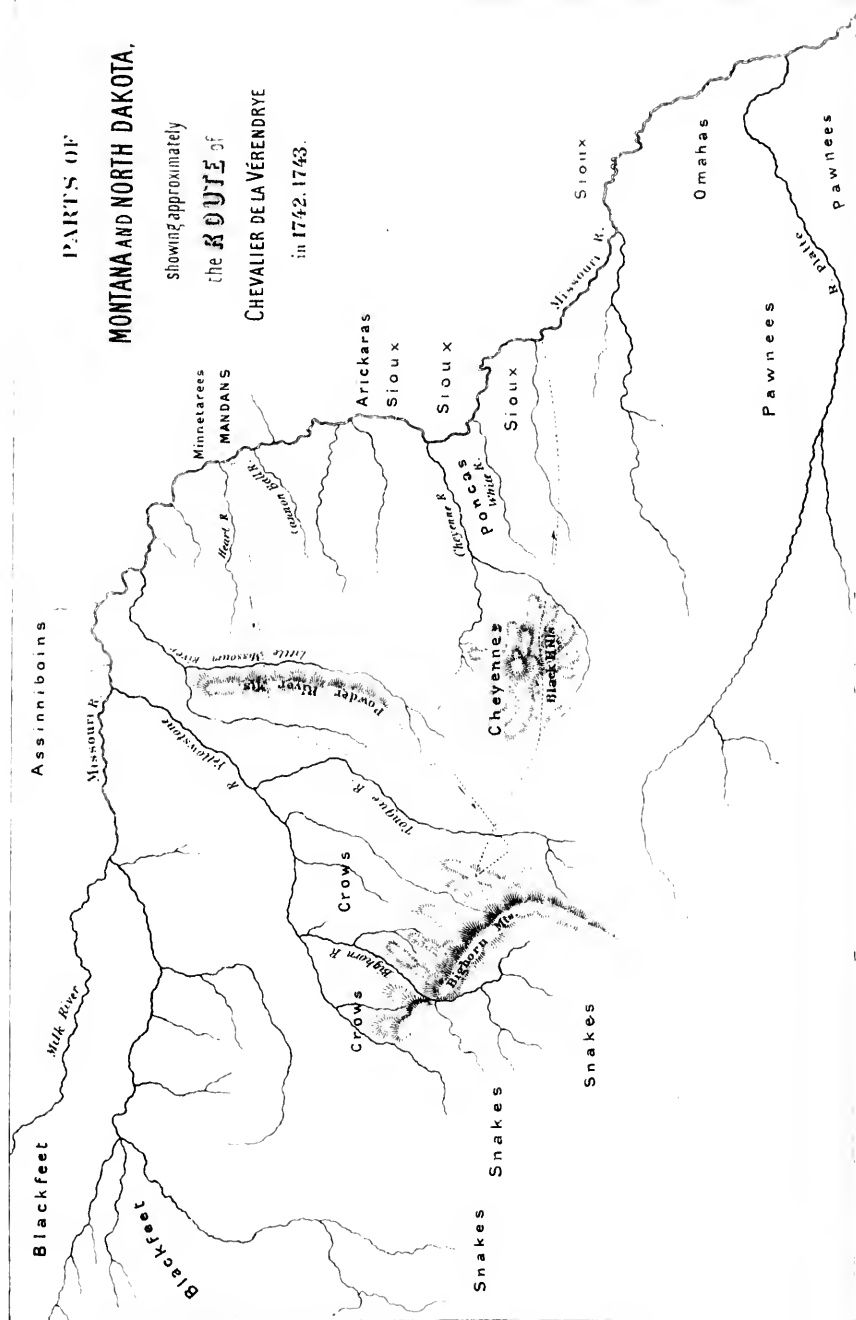 PARTS OF
MONTANA AND NORTH DAKOTA,
showing approximately
the ROUTE of
CHEVALIER DE LA VÉRENDRYE
in 1742.1743.
Blackfeet
Milk River
Assinniboins
Missouri R
Blackfeet
R Yellowstone
Little Missouri River
Powder River Mts
Heart R
Cannon Ball R.
Minnetarees
MANDANS
Arickaras
Sioux
Crows
Tongue R.
Crows
Bighorn R
Bighorn Mts.
Cheyennes
Black Hills
Cheyenne R
Poncas
White R.
Sioux
Sioux
Missouri R.
Sioux
Snakes
Snakes
Snakes
Omahas
Pawnees
R. Platte
Pawnees